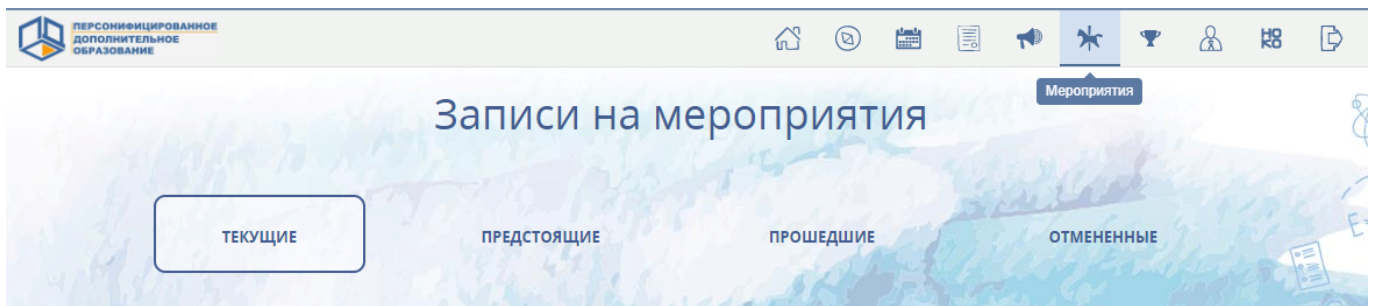 ПЕРСОНИФИЦИРОВАННОЕ
ДОПОЛНИТЕЛЬНОЕ
ОБРАЗОВАНИЕ
НО
КО
Мероприятия
Записи на мероприятия
ТЕКУЩИЕ ПРЕДСТОЯЩИЕ ПРОШЕДШИЕ ОТМЕНЕННЫЕ